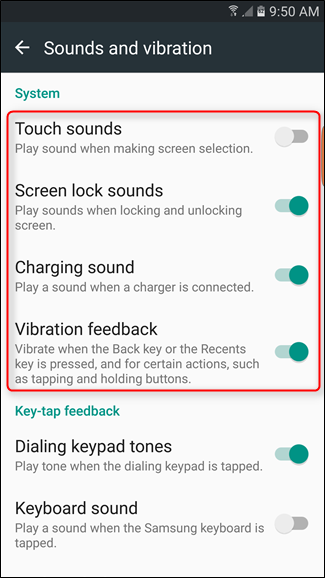 9:50 AM
Sounds and vibration
System
Touch sounds
Play sound when making screen selection.
Screen lock sounds
Play sounds when locking and unlocking
screen.
Charging sound
Play a sound when a charger is connected.
Vibration feedback
Vibrate when the Back key or the Recents
key is pressed, and for certain actions, such
as tapping and holding buttons.
Key-tap feedback
Dialing keypad tones
Play tone when the dialing keypad is tapped.
Keyboard sound
Play a sound when the Samsung keyboard is
tapped.